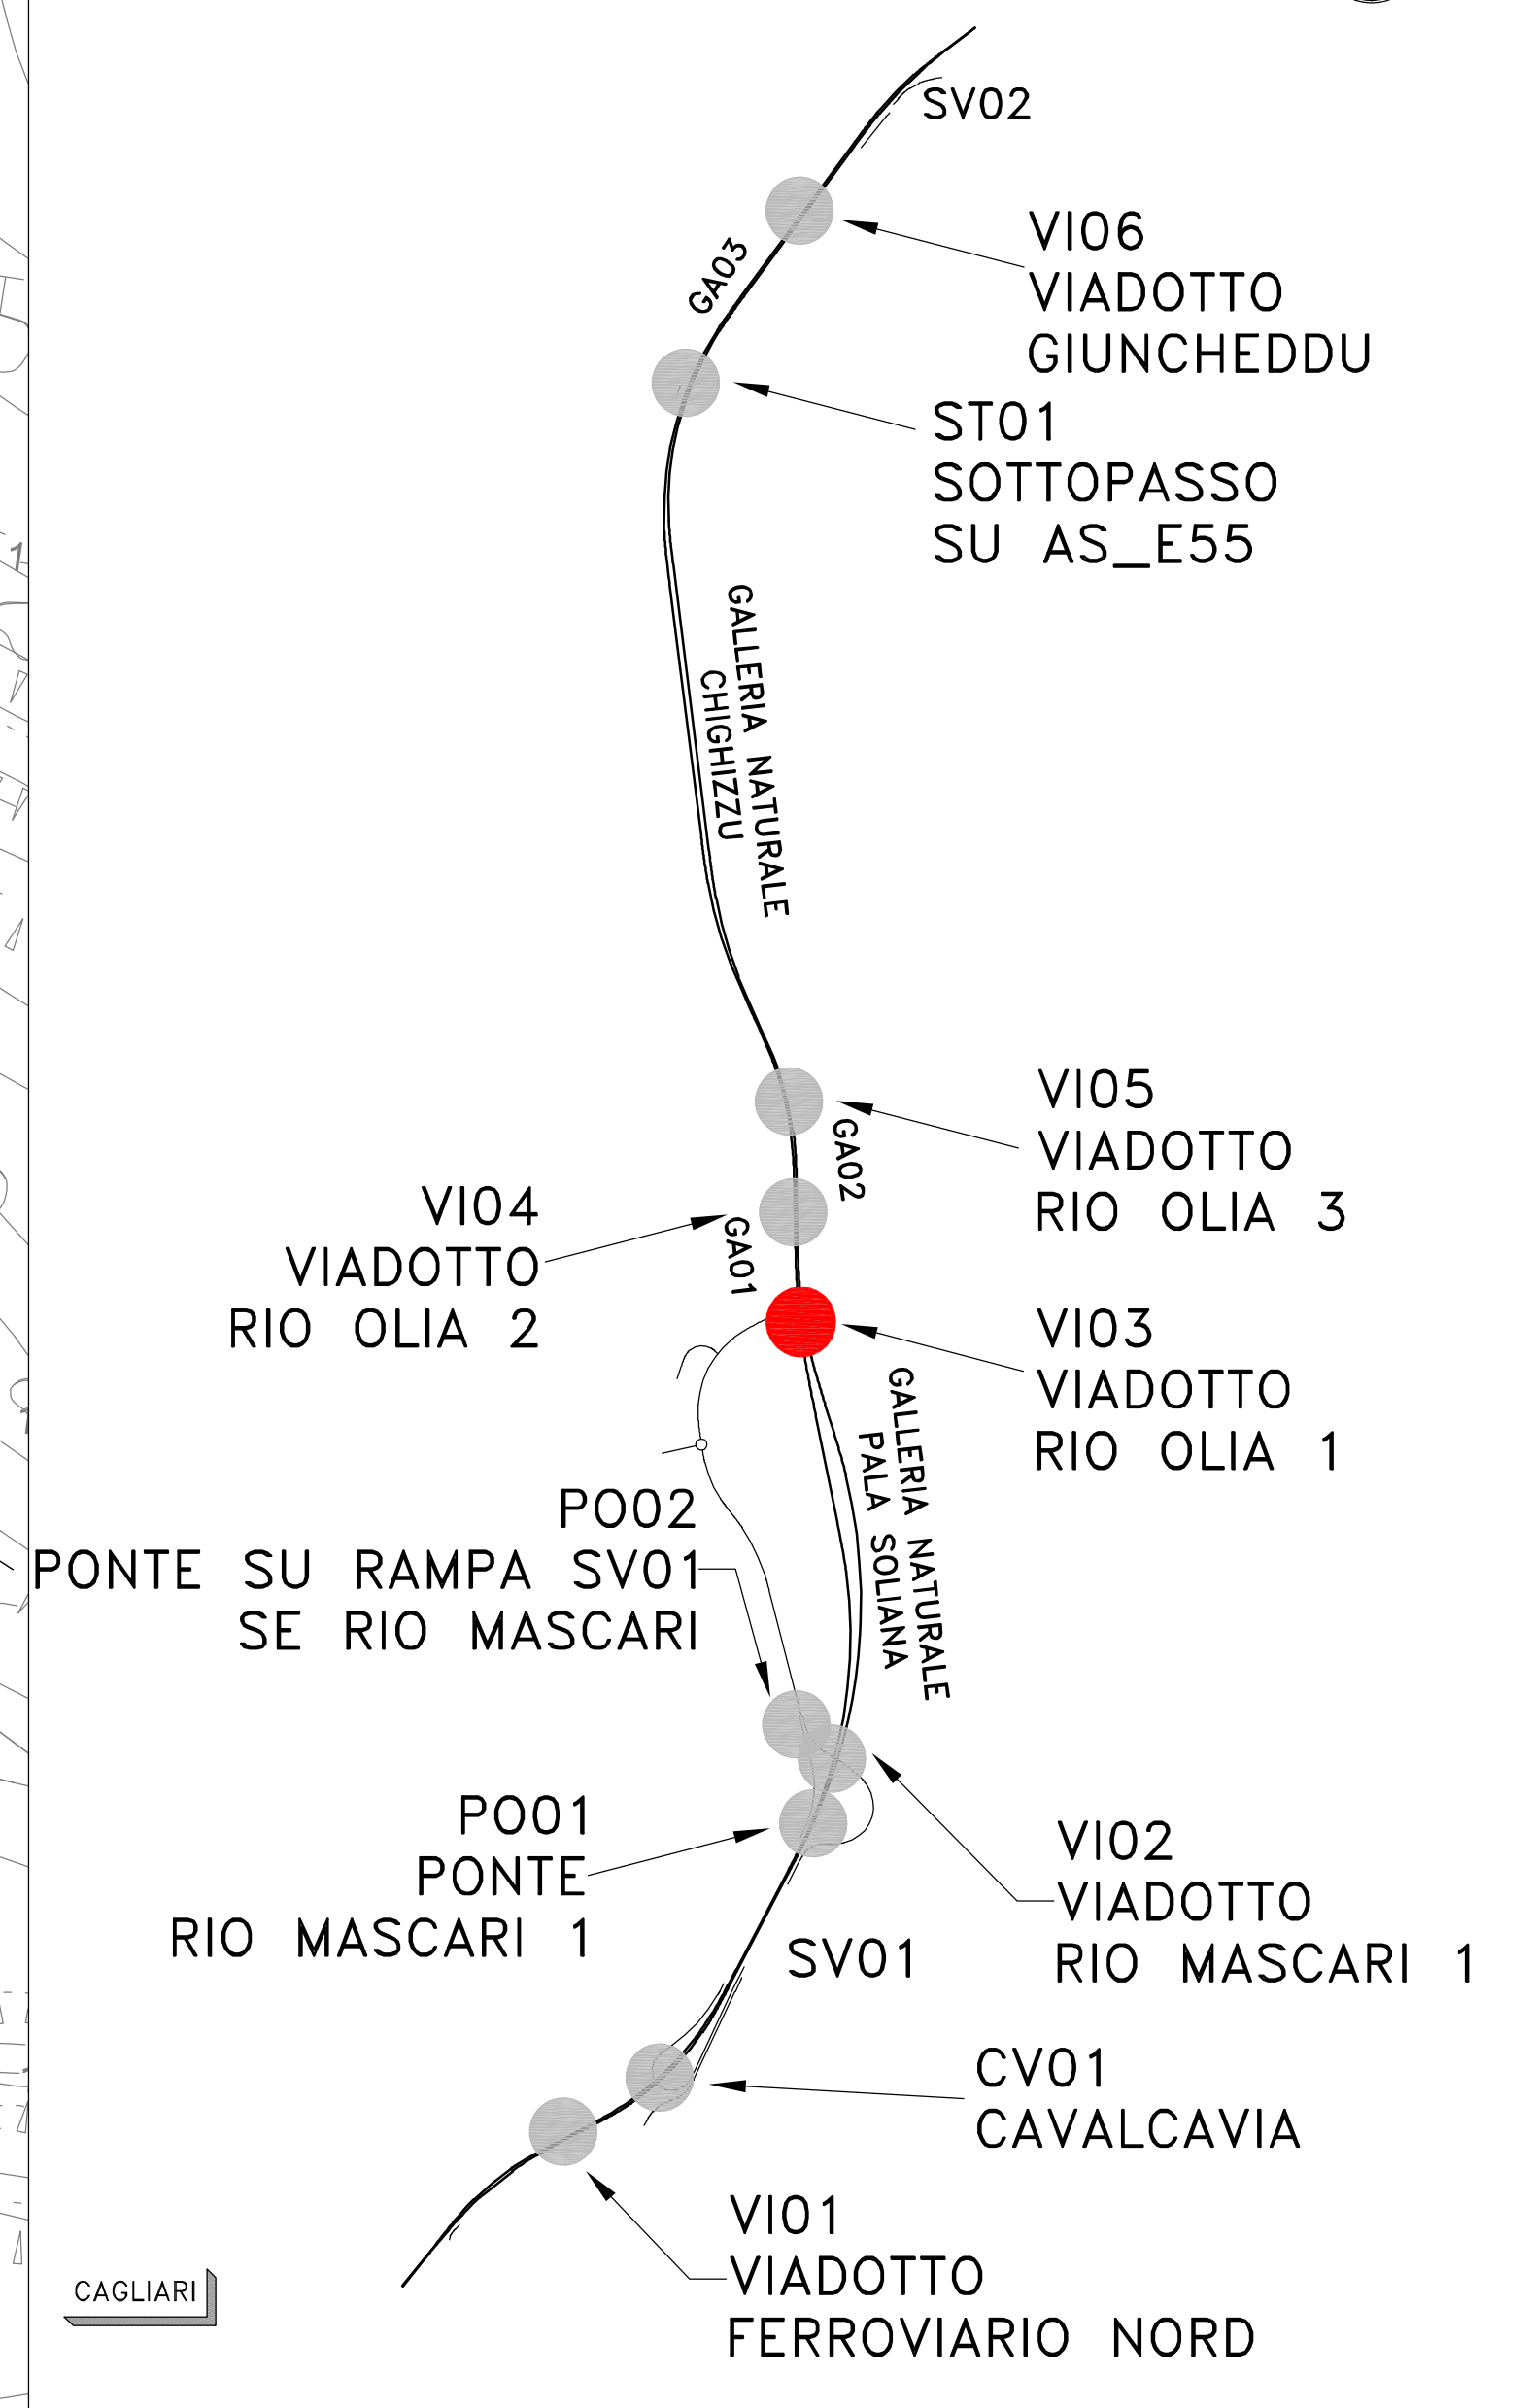 SV02
VI06
VIADOTTO
GIUNCHEDDU
GA03
ST01
SOTTOPASSO
SU AS_E55
GALLERIA NATURALE
CHIGHIZZU
VI05
VIADOTTO
RIO OLIA 3
GA02
VI04
VIADOTTO
RIO OLIA 2
GA01
VI03
VIADOTTO
RIO OLIA 1
GALLERIA NATURALE
PALA SOLIANA
PO02
PONTE SU RAMPA SV01
SE RIO MASCARI
PO01
PONTE
RIO MASCARI 1
VI02
VIADOTTO
RIO MASCARI 1
SV01
CV01
CAVALCAVIA
VI01
VIADOTTO
FERROVIARIO NORD
CAGLIARI